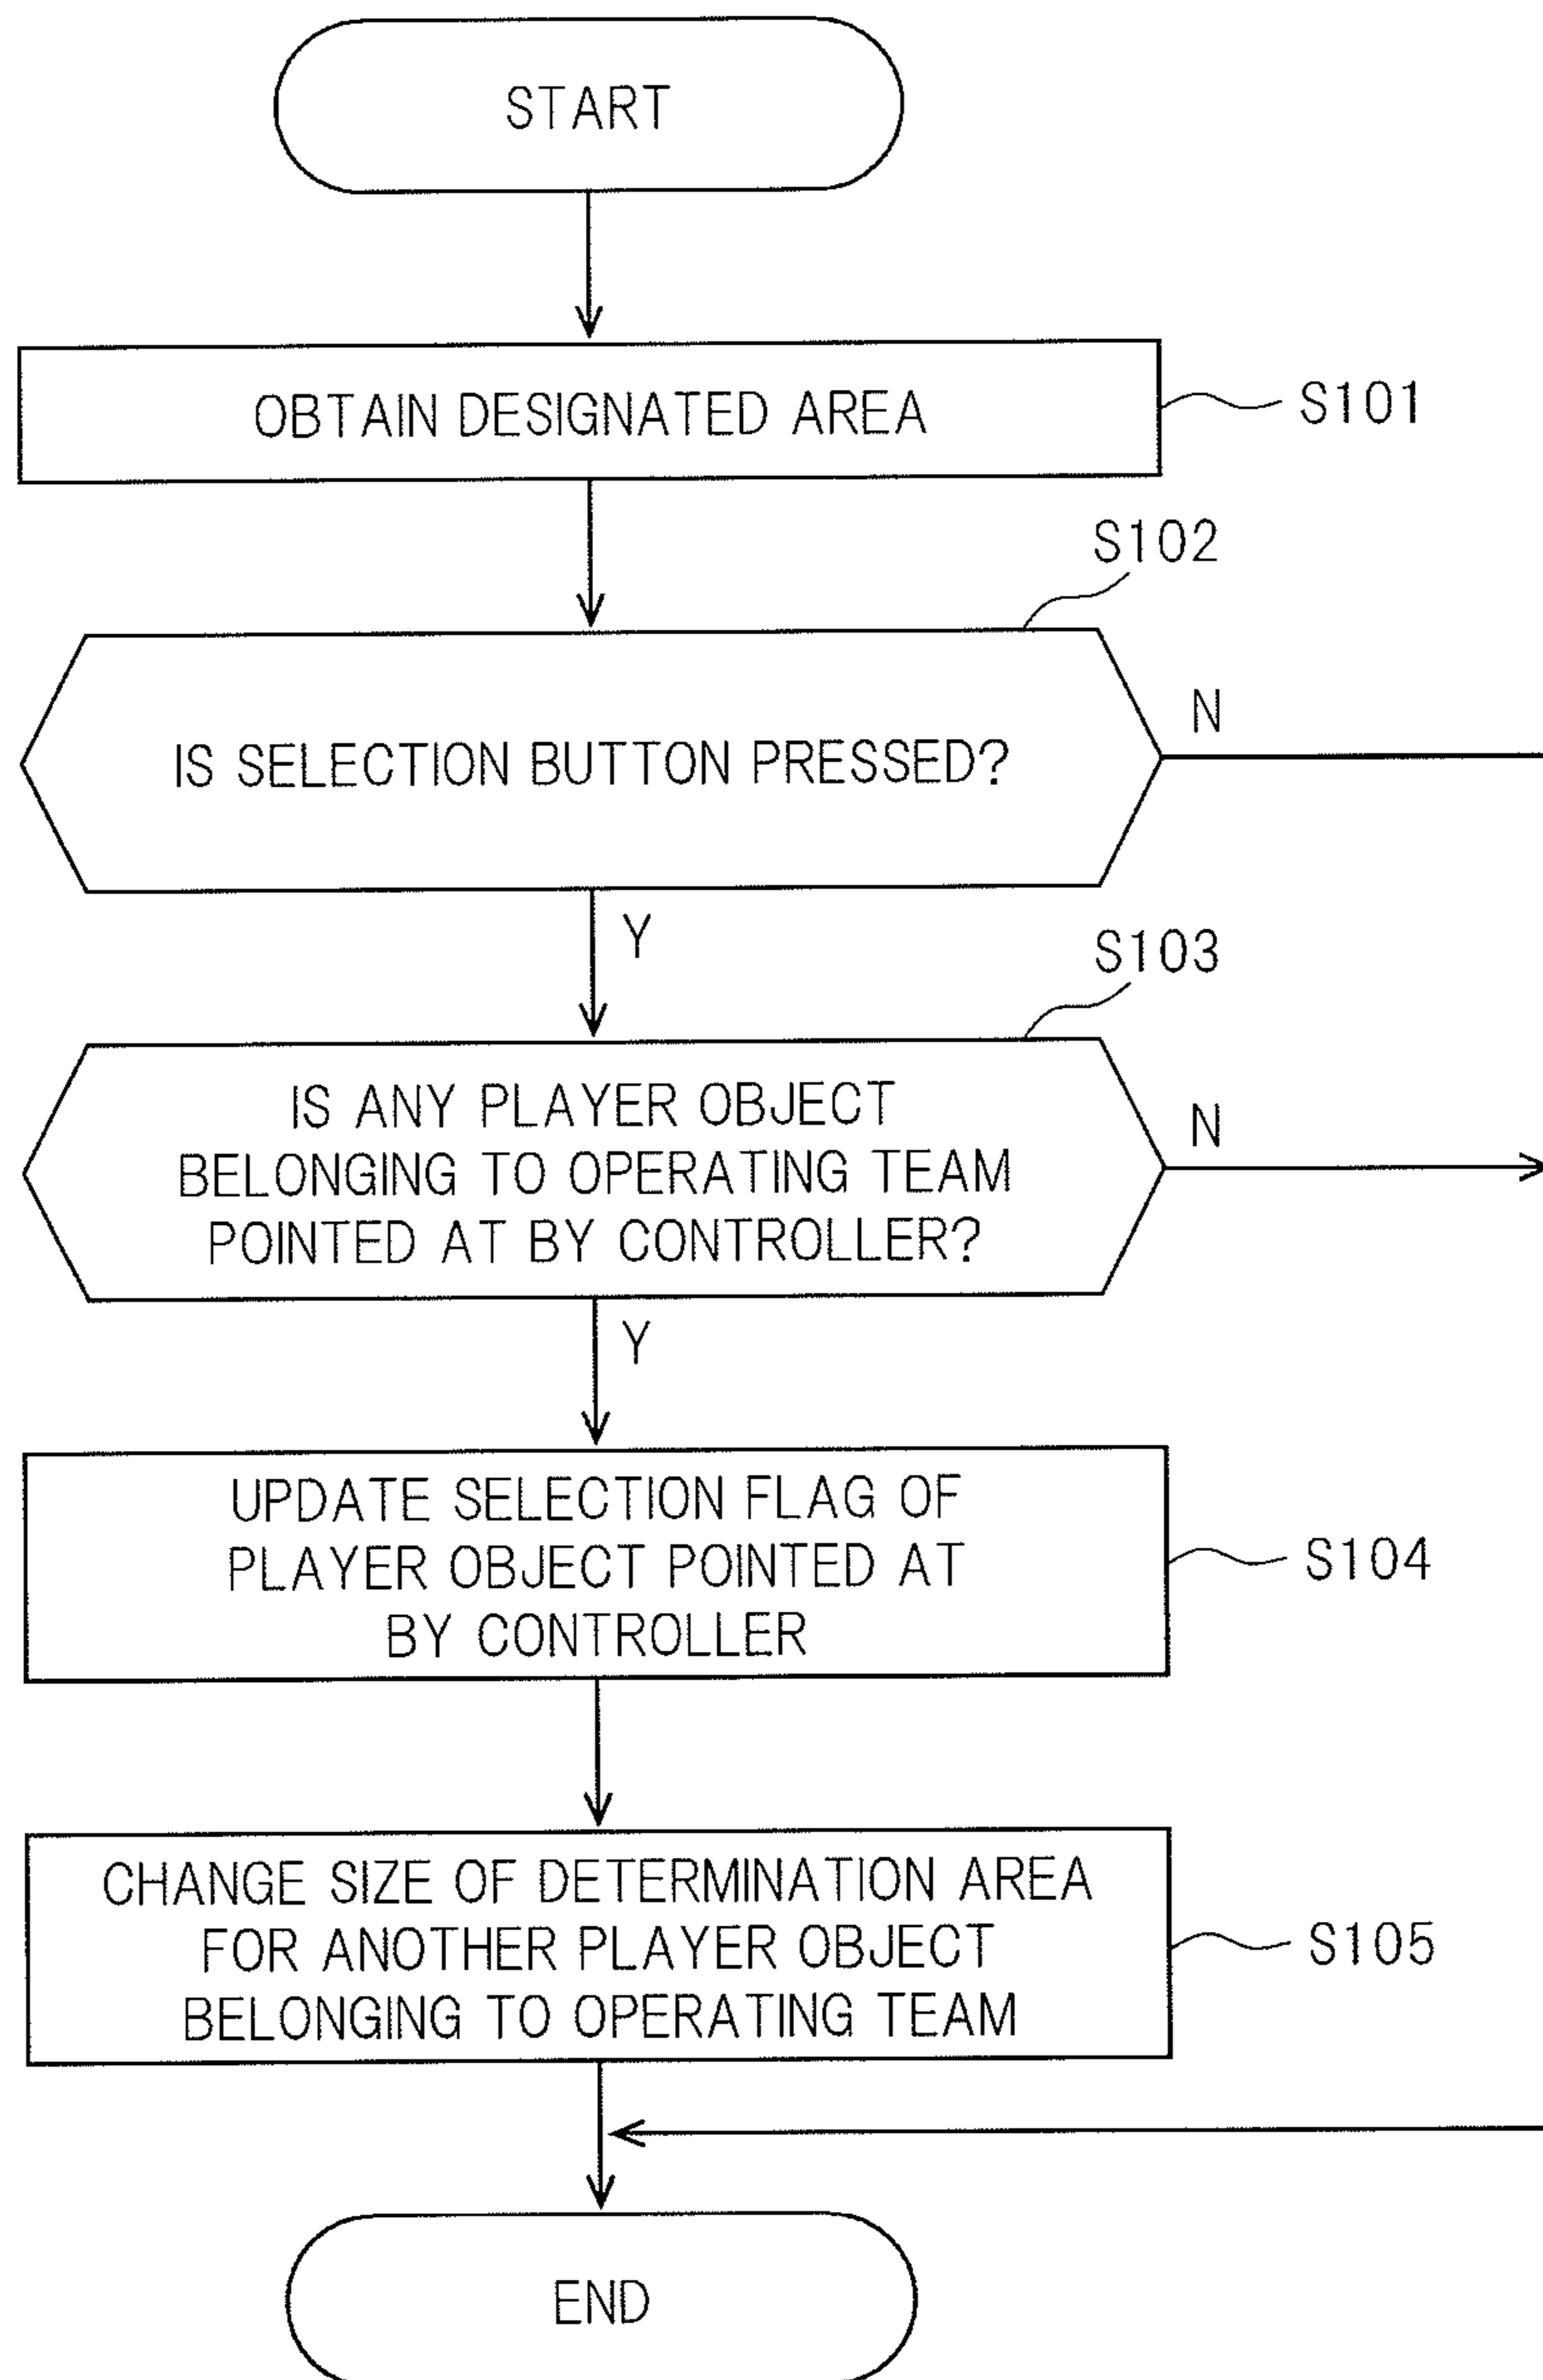 START
OBTAIN DESIGNATED AREA
S101
S102
IS SELECTION BUTTON PRESSED?
N
Y
S103
IS ANY PLAYER OBJECT
BELONGING TO OPERATING TEAM
POINTED AT BY CONTROLLER?
N
Y
UPDATE SELECTION FLAG OF
PLAYER OBJECT POINTED AT
BY CONTROLLER
S104
CHANGE SIZE OF DETERMINATION AREA
FOR ANOTHER PLAYER OBJECT
BELONGING TO OPERATING TEAM
S105
END